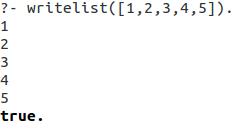 ?- writelist([1,2,3,4,5]).
1
2
3
4
5
true.